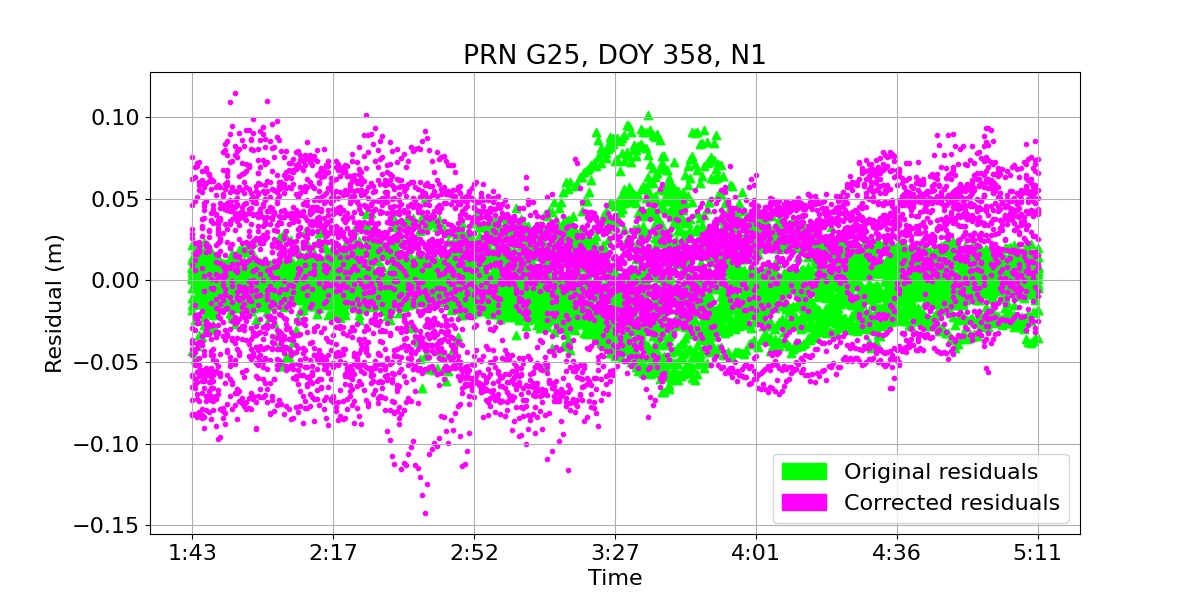 PRN G25, DOY 358, N1
Residual (m)
0.10
0.05
0.00
−0.05
−0.10
−0.15
Original residuals
Corrected residuals
1:43 2:17 2:52 3:27 4:01 4:36 5:11
Time